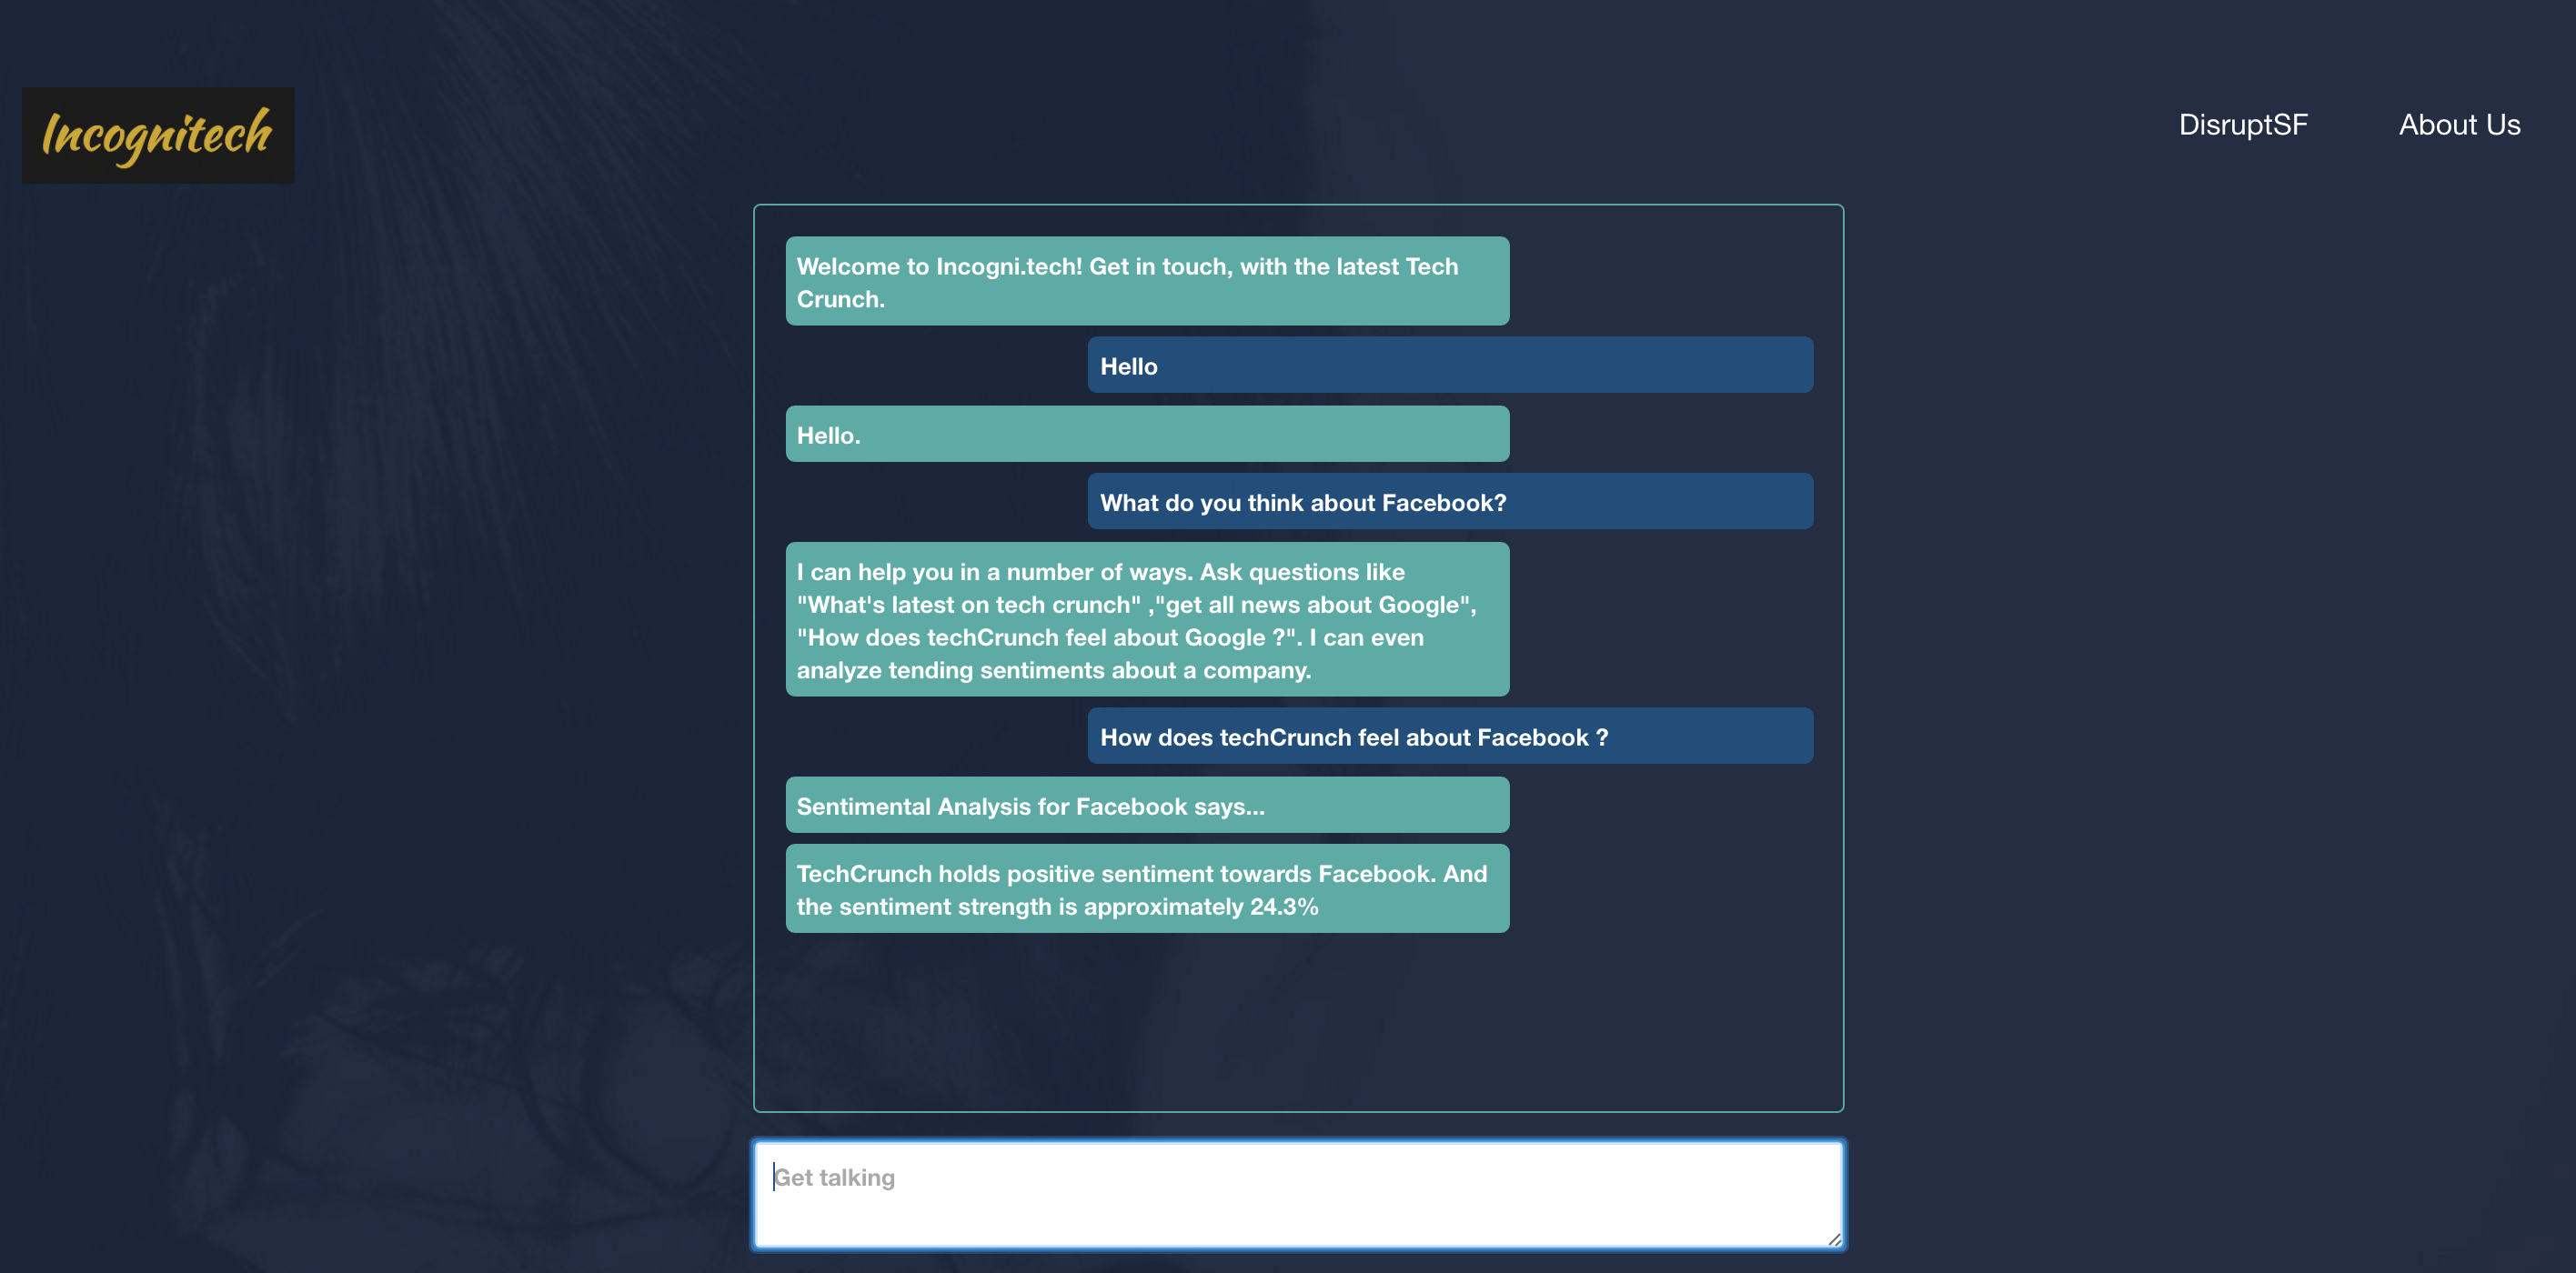 Incognitech
DisruptSF
About Us
Welcome to Incogni.tech! Get in touch, with the latest Tech
Crunch.
Hello
Hello.
What do you think about Facebook?
I can help you in a number of ways. Ask questions like
"What's latest on tech crunch" ,"get all news about Google",
"How does techCrunch feel about Google ?". I can even
analyze tending sentiments about a company.
How does techCrunch feel about Facebook ?
Sentimental Analysis for Facebook says...
TechCrunch holds positive sentiment towards Facebook. And
the sentiment strength is approximately 24.3%
Get talking